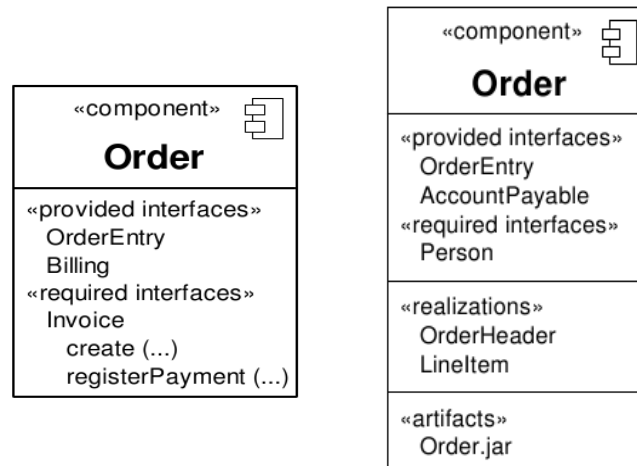 «component»
Order
«provided interfaces»
OrderEntry
Billing
«required interfaces»
Invoice
create (...)
registerPayment (...)
«component»
Order
«provided interfaces»
OrderEntry
AccountPayable
«required interfaces»
Person
«realizations»
OrderHeader
LineItem
«artifacts»
Order.jar